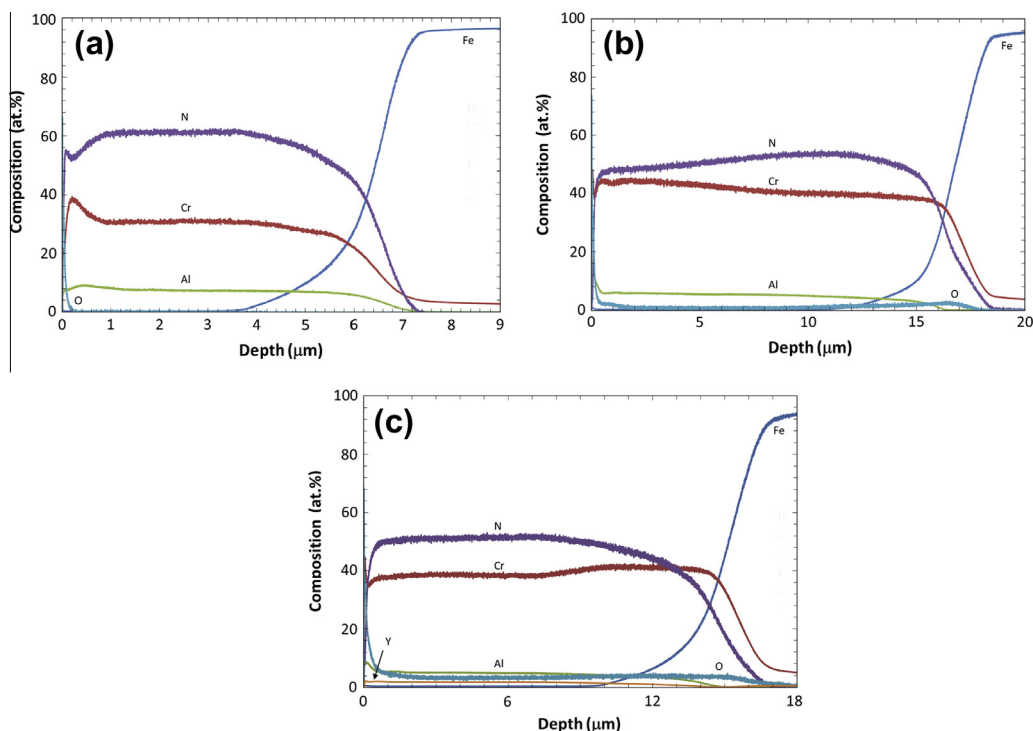 (a)
100
80
60
40
20
0
Composition (at.%)
Fe
N
Cr
Al
O
0 1 2 3 4 5 6 7 8 9
Depth (μm)
(b)
100
80
60
40
20
0
Composition (at.%)
Fe
N
Cr
Al
O
0 5 10 15 20
Depth (μm)
(c)
100
80
60
40
20
0
Composition (at.%)
Fe
N
Cr
Y
Al
O
0 6 12 18
Depth (μm)